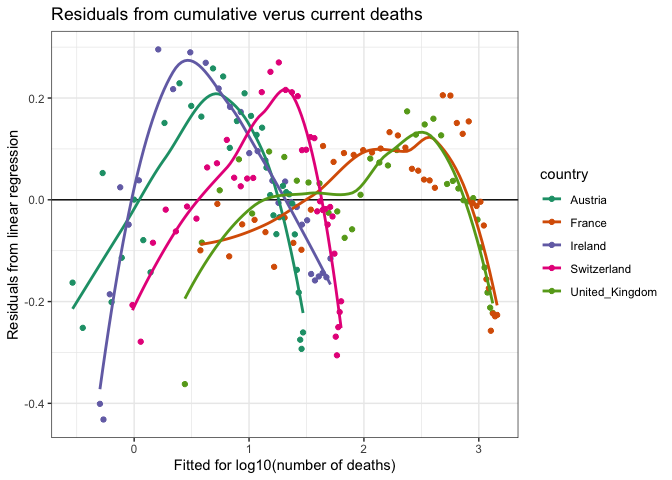 Residuals from cumulative verus current deaths
Residuals from linear regression
0.2
0.0
-0.2
-0.4
0
1
2
3
Fitted for log10(number of deaths)
country
Austria
France
Ireland
Switzerland
United_Kingdom